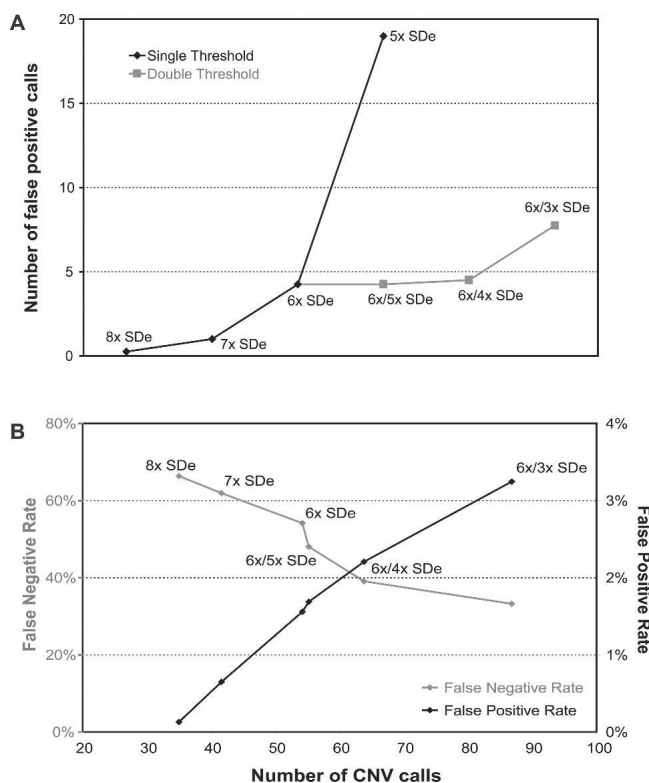 A
Number of false positive calls
20
15
10
5
0
Single Threshold
Double Threshold
5x SDe
6x/3x SDe
6x SDe
6x/5x SDe
6x/4x SDe
8x SDe
7x SDe
B
False Negative Rate
80%
60%
40%
20%
0%
8x SDe
7x SDe
6x SDe
6x/5x SDe
6x/4x SDe
6x/3x SDe
False Negative Rate
False Positive Rate
4%
3%
2%
1%
0%
False Positive Rate
20 30 40 50 60 70 80 90 100
Number of CNV calls